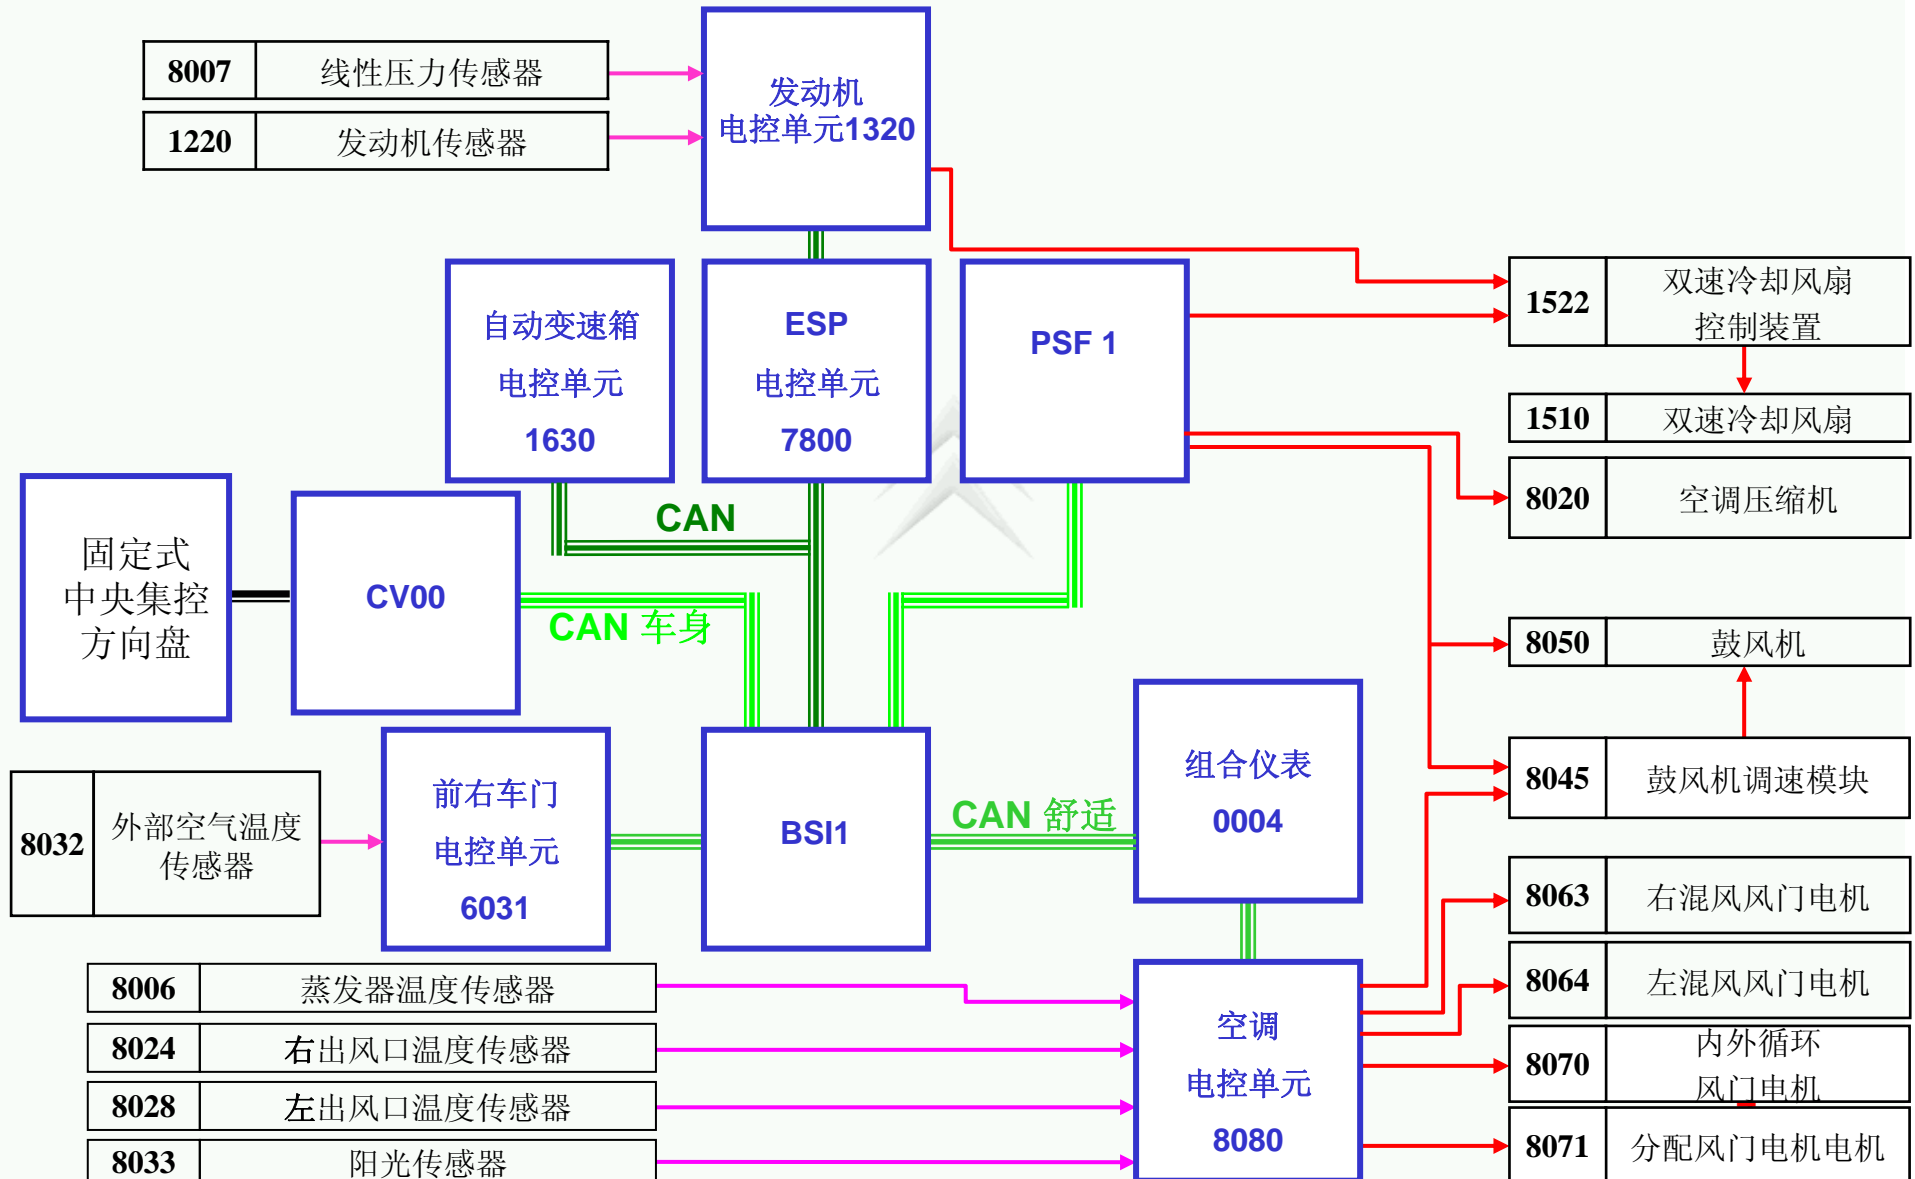 8007 线性压力传感器
1220 发动机传感器
发动机
电控单元1320
自动变速箱
电控单元
1630
ESP
电控单元
7800
PSF 1
1522 双速冷却风扇
控制装置
1510 双速冷却风扇
8020 空调压缩机
CAN
固定式
中央集控
方向盘
CV00
CAN 车身
8050 鼓风机
8032 外部空气温度
传感器
前右车门
电控单元
6031
BSI1
CAN 舒适
组合仪表
0004
8045 鼓风机调速模块
8063 右混风风门电机
8064 左混风风门电机
8006 蒸发器温度传感器
8024 右出风口温度传感器
8028 左出风口温度传感器
8033 阳光传感器
空调
电控单元
8080
8070 内外循环
风门电机
8071 分配风门电机电机